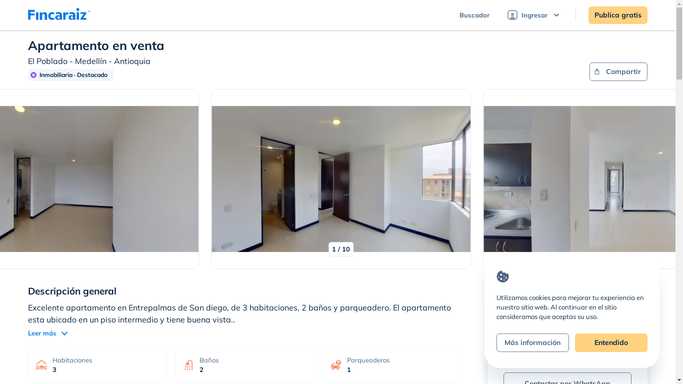 Fincaraiz
Buscador
Ingresar
Publica gratis
Apartamento en venta
El Poblado - Medellín - Antioquia
Inmobiliaria - Destacado
Compartir
1 / 10
Descripción general
Excelente apartamento en Entrepalmas de San diego, de 3 habitaciones, 2 baños y parqueadero. El apartamento
esta ubicado en un piso intermedio y tiene buena vista..
Leer más
Habitaciones
3
Baños
2
Parqueaderos
1
Utilizamos cookies para mejorar tu experiencia en
nuestro sitio web. Al continuar en el sitio
consideramos que aceptas su uso.
Más información
Entendido
Contactar por WhatsApp